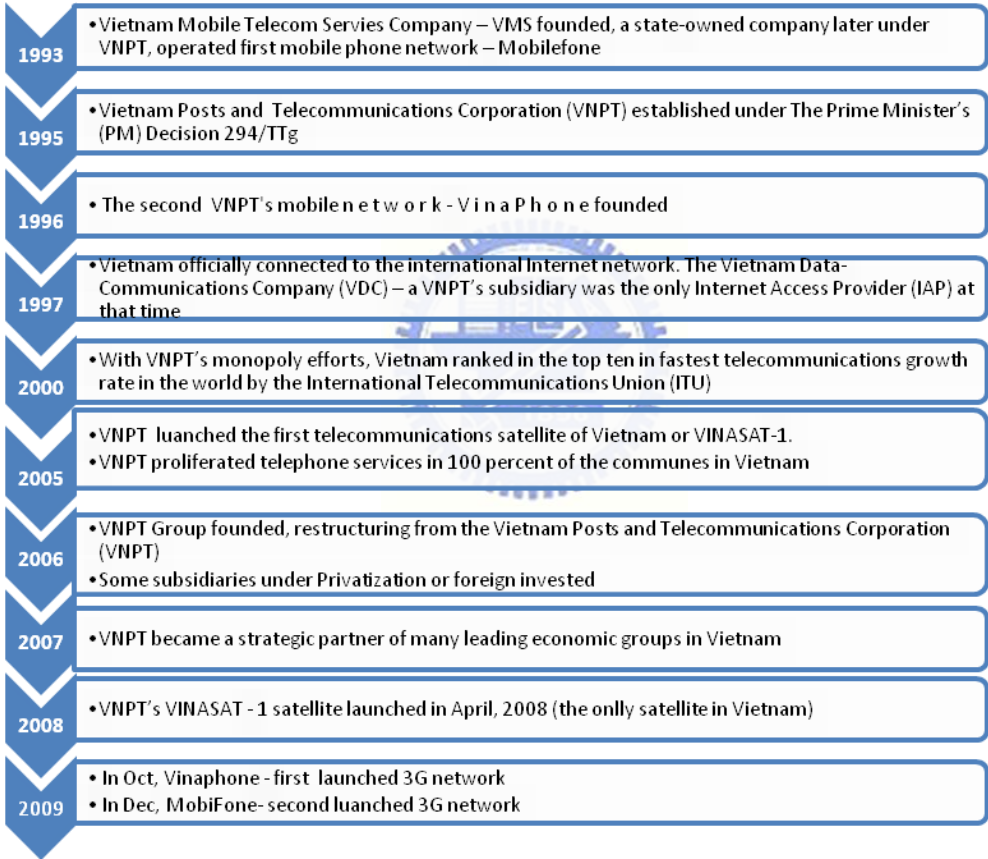 1993
•Vietnam Mobile Telecom Servies Company – VMS founded, a state-owned company later under
VNPT, operated first mobile phone network – Mobilefone
1995
•Vietnam Posts and Telecommunications Corporation (VNPT) established under The Prime Minister's
(PM) Decision 294/TTg
1996
• The second VNPT's mobile n e t w o r k - V i n a P h o n e founded
1997
•Vietnam officially connected to the international Internet network. The Vietnam Data-
Communications Company (VDC) – a VNPT's subsidiary was the only Internet Access Provider (IAP) at
that time
2000
•With VNPT's monopoly efforts, Vietnam ranked in the top ten in fastest telecommunications growth
rate in the world by the International Telecommunications Union (ITU)
2005
•VNPT luanched the first telecommunications satellite of Vietnam or VINASAT-1.
•VNPT proliferated telephone services in 100 percent of the communes in Vietnam
2006
•VNPT Group founded, restructuring from the Vietnam Posts and Telecommunications Corporation
(VNPT)
•Some subsidiaries under Privatization or foreign invested
2007
•VNPT became a strategic partner of many leading economic groups in Vietnam
2008
•VNPT's VINASAT - 1 satellite launched in April, 2008 (the onlly satellite in Vietnam)
2009
• In Oct, Vinaphone - first launched 3G network
• In Dec, MobiFone- second luanched 3G network